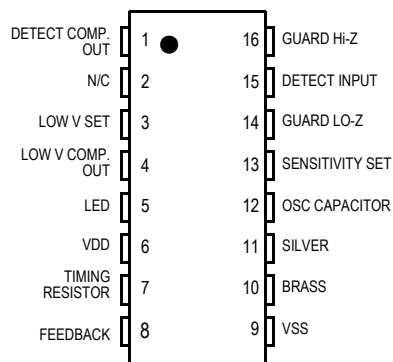 DETECT COMP.
OUT
1
16
GUARD Hi-Z
N/C
2
15
DETECT INPUT
LOW V SET
3
14
GUARD LO-Z
LOW V COMP.
OUT
4
13
SENSITIVITY SET
LED
5
12
OSC CAPACITOR
VDD
6
11
SILVER
TIMING
RESISTOR
7
10
BRASS
FEEDBACK
8
9
VSS